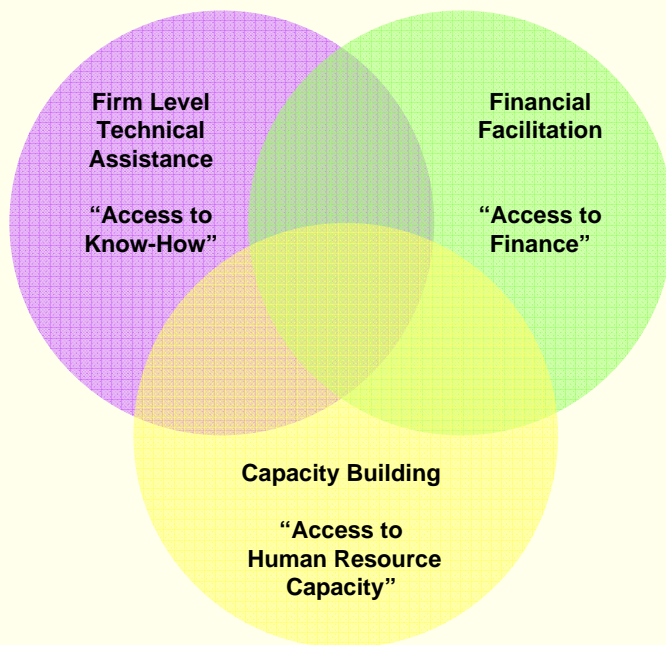 Firm Level
Technical
Assistance
“Access to
Know-How”
Financial
Facilitation
“Access to
Finance”
Capacity Building
“Access to
Human Resource
Capacity”